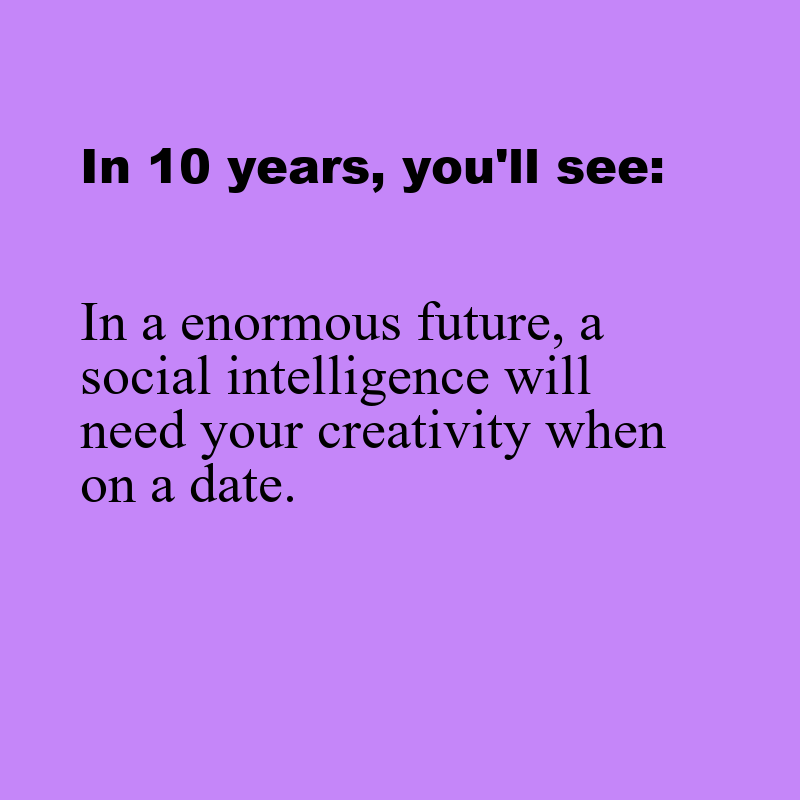 In 10 years, you'll see:
In a enormous future, a
social intelligence will
need your creativity when
on a date.